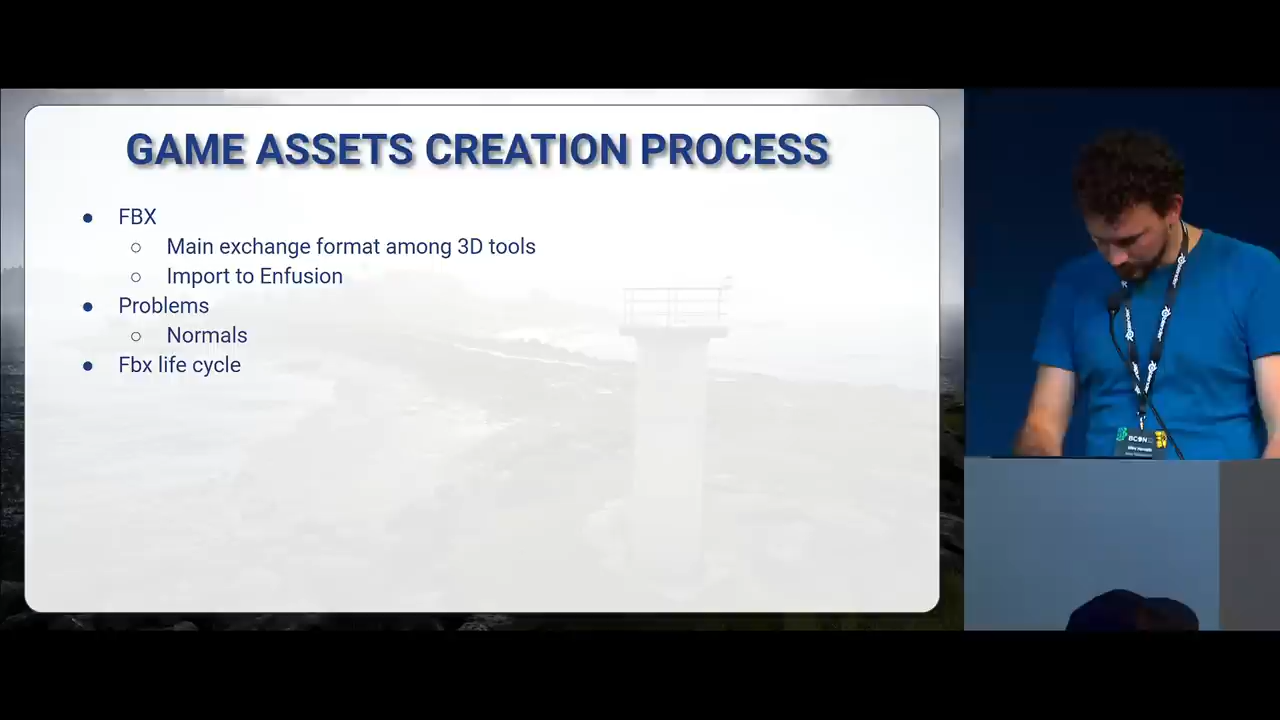 GAME ASSETS CREATION PROCESS
● FBX
○ Main exchange format among 3D tools
○ Import to Enfusion
● Problems
○ Normals
● Fbx life cycle
BCON